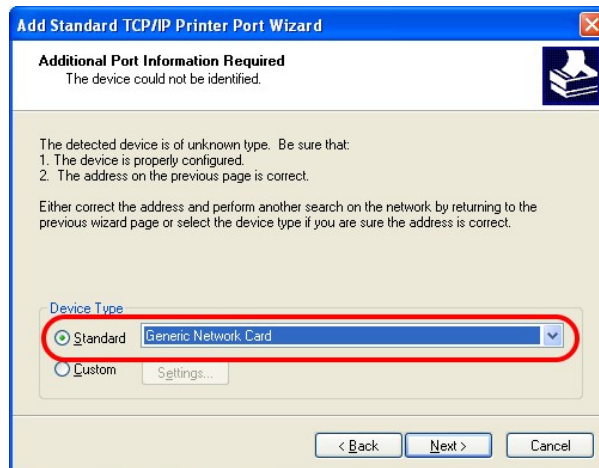 Add Standard TCP/IP Printer Port Wizard
Additional Port Information Required
The device could not be identified.
The detected device is of unknown type.  Be sure that:
1. The device is properly configured.
2.  The address on the previous page is correct.
Either correct the address and perform another search on the network by returning to the
previous wizard page or select the device type if you are sure the address is correct.
Device Type
Standard Generic Network Card
Custom Settings...
< Back Next > Cancel